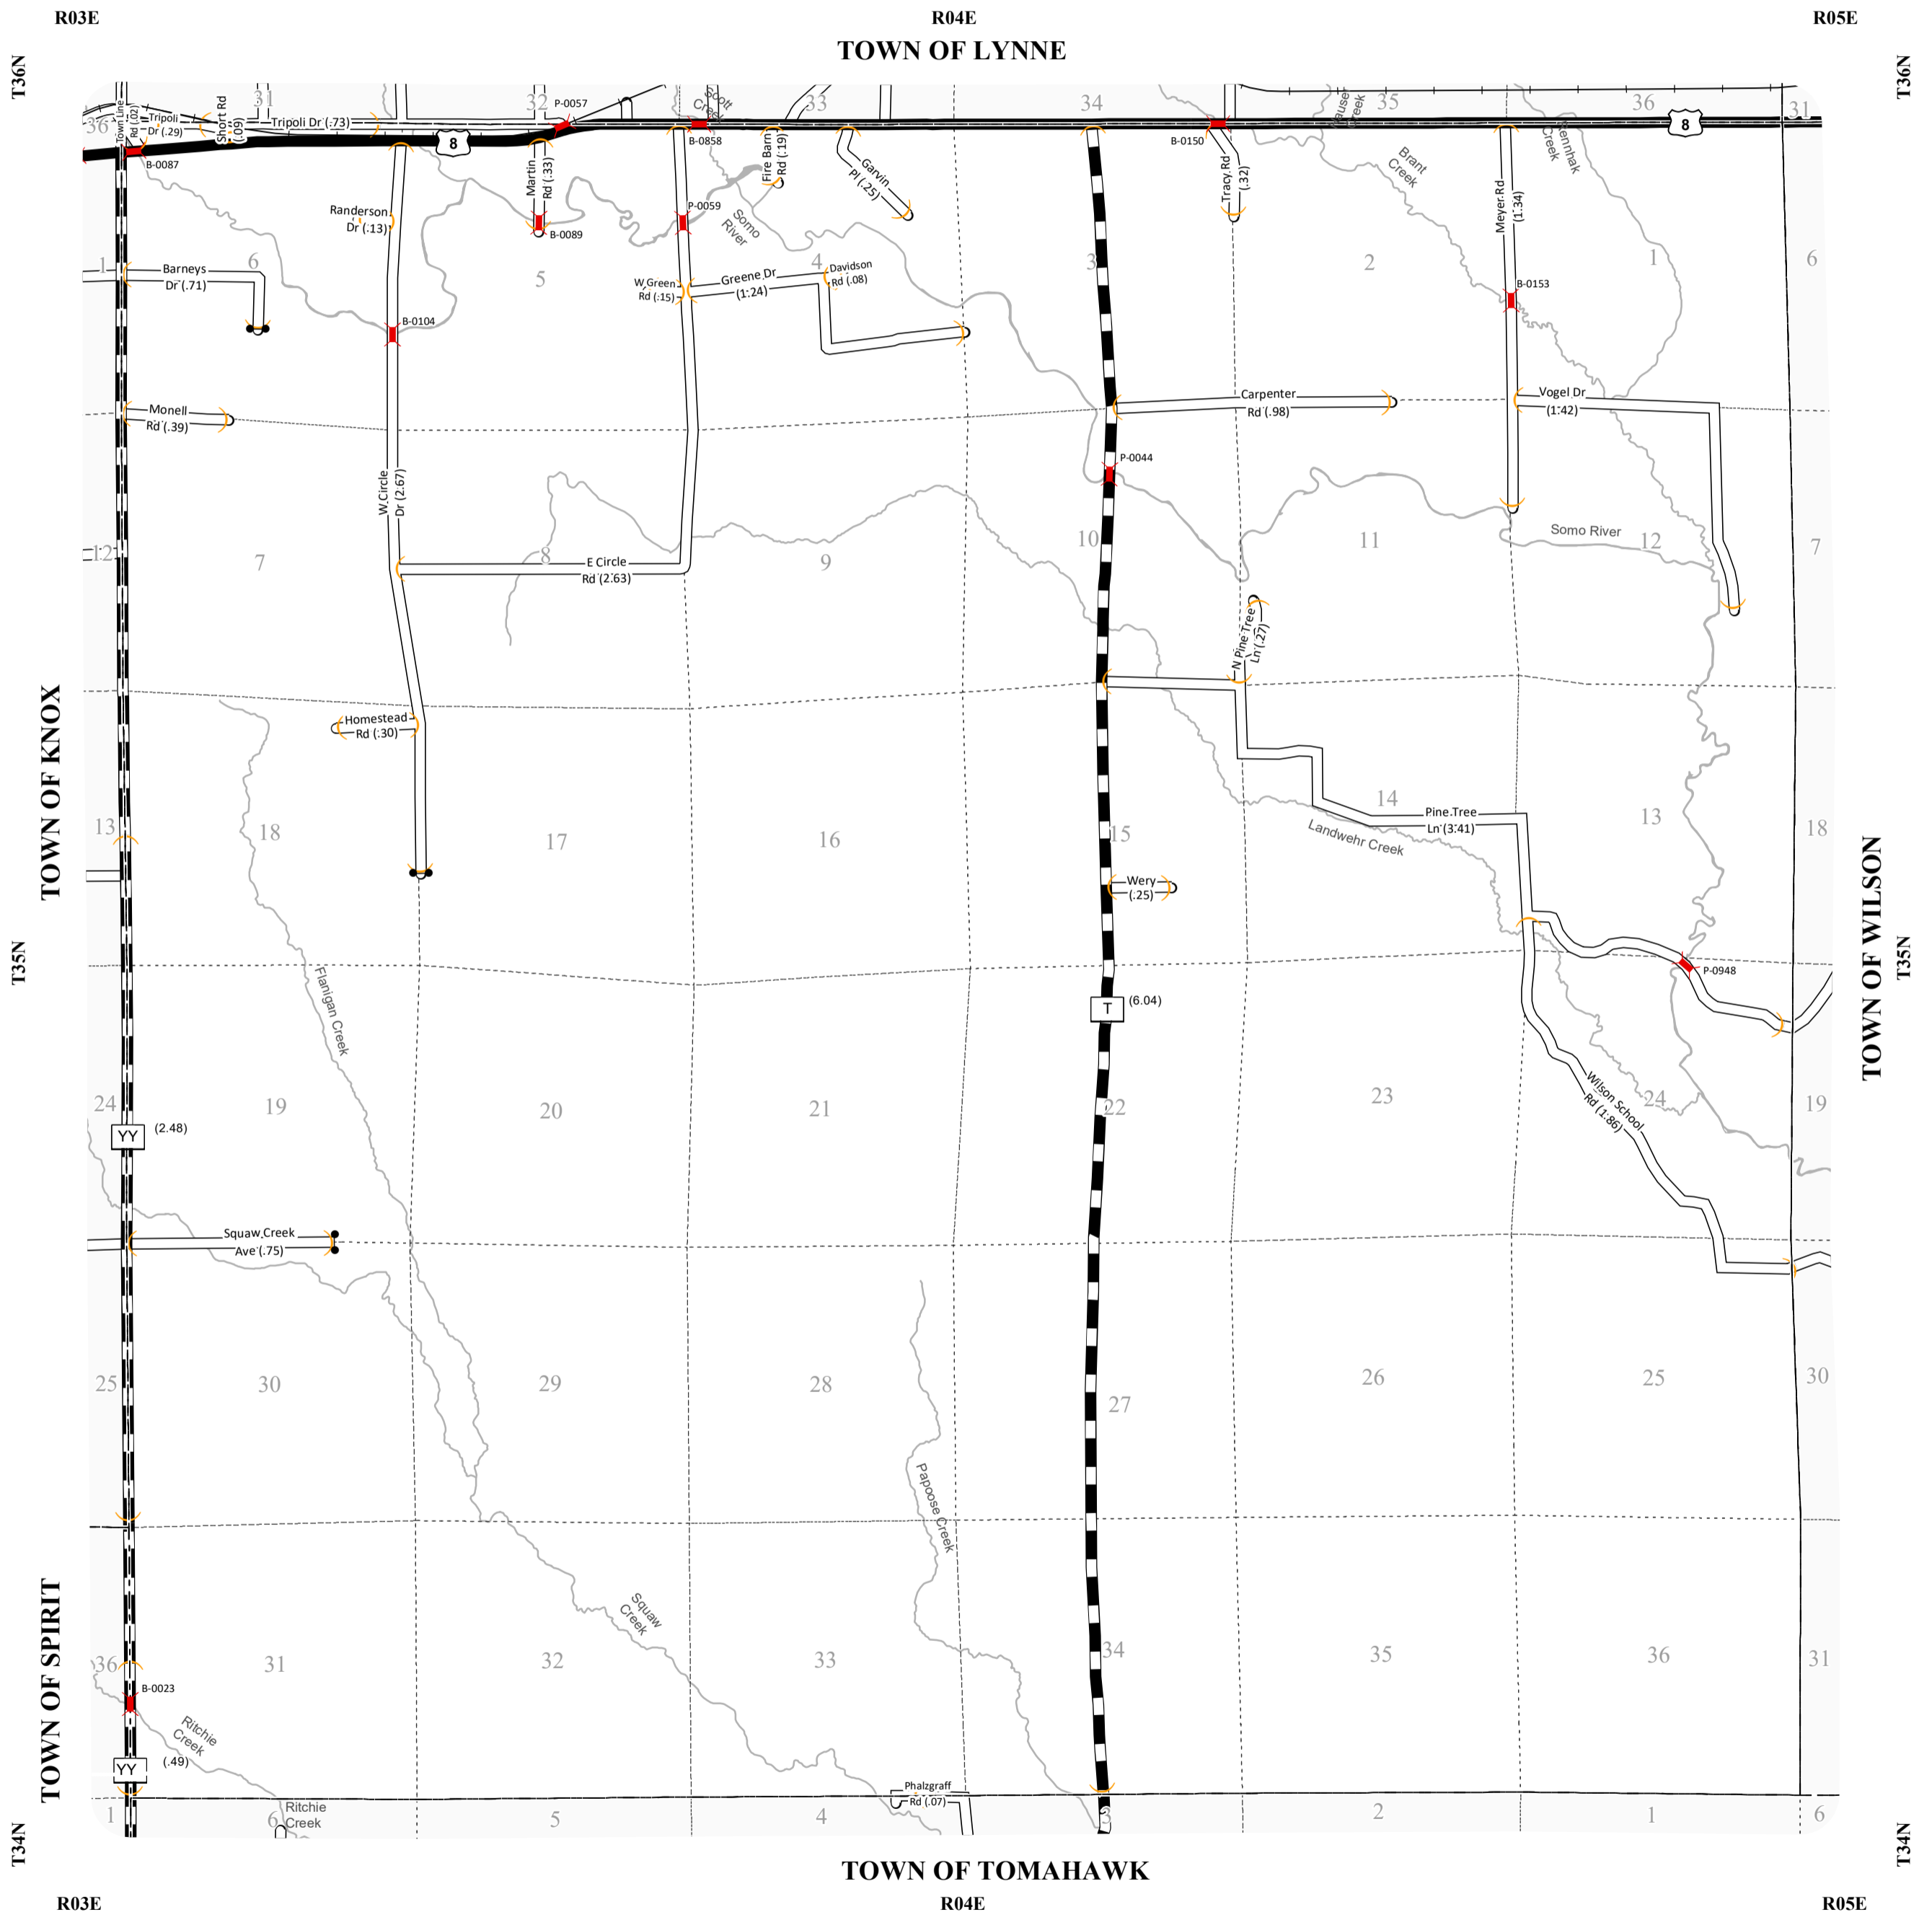 R03E
R04E
R05E
TOWN OF LYNNE
T36N
T36N
31
32
P-0057
Scott
Creek
33
34
35
36
31
36
Town Line
Rd (.02)
Tripoli
Dr (.29)
Short Rd
(.09)
Tripoli Dr (.73)
8
8
B-0087
B-0858
B-0150
Creek
Creek
Martin
Rd (.33)
Fire Barn
Rd (.19)
Garvin
Pl (.25)
Tracy Rd
(.32)
Brant
Creek
Meyer Rd
(1.34)
Randerson
Dr (.13)
B-0089
P-0059
Somo
River
1
6
5
4
3
2
1
6
Barneys
Dr (.71)
W Green
Rd (.15)
Greene Dr
(1.24)
Davidson
Rd (.08)
B-0153
B-0104
Monell
Rd (.39)
Carpenter
Rd (.98)
Vogel Dr
(1.42)
P-0044
W Circle
Dr (2.67)
Somo River
12
7
8
9
10
11
12
7
E Circle
Rd (2.63)
N Pine Tree
Ln (.27)
TOWN OF KNOX
Homestead
Rd (.30)
13
18
17
16
15
14
13
18
Pine Tree
Ln (3.41)
Landwehr Creek
TOWN OF WILSON
Wery
(.25)
T35N
T35N
P-0948
Flanigan Creek
T
(6.04)
24
19
20
21
22
23
24
19
Wilson School
Rd (1.86)
YY
(2.48)
Squaw Creek
Ave (.75)
25
30
29
28
27
26
25
30
Papoose Creek
TOWN OF SPIRIT
Squaw
Creek
36
31
32
33
34
35
36
31
B-0023
Ritchie
Creek
YY
(.49)
Phalzgraff
Rd (.07)
1
6
Ritchie
Creek
5
4
3
2
1
6
T34N
T34N
TOWN OF TOMAHAWK
R03E
R04E
R05E